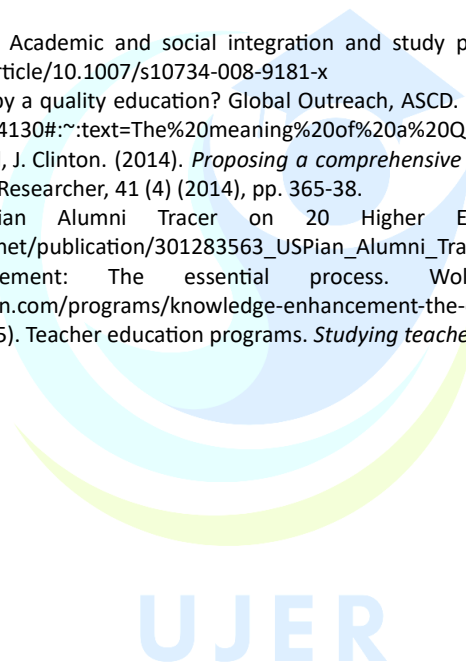 Academic and social integration and study p
rticle/10.1007/s10734-008-9181-x
by a quality education? Global Outreach, ASCD.
4130#:~:text=The%20meaning%20of%20a%20Q
, J. Clinton. (2014). Proposing a comprehensive
Researcher, 41 (4) (2014), pp. 365-38.
ian Alumni Tracer on 20 Higher E
net/publication/301283563_USPian_Alumni_Tra
ement: The essential process. Wol
n.com/programs/knowledge-enhancement-the-
5). Teacher education programs. Studying teache
UJER